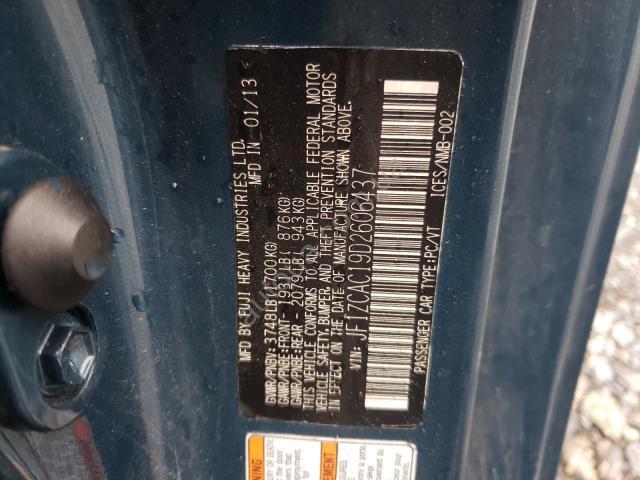 MFD BY FUJI HEAVY INDUSTRIES LTD.
MFD IN 01/13
GVWR/PNBV:3748LB(1700KG)
GAWR/PNBE:FRONT-1931LB( 876KG)
GAWR/PNBE:REAR-2079LB( 943KG)
THIS VEHICLE CONFORMS TO ALL APPLICABLE FEDERAL MOTOR
VEHICLE SAFETY,BUMPER AND THEFT PREVENTION STANDARDS
IN EFFECT ON THE DATE OF MANUFACTURE SHOWN ABOVE.
VIN: JF1ZCAC19D2606437
PASSENGER CAR TYPE:PC/VT
ICES/NMB-002